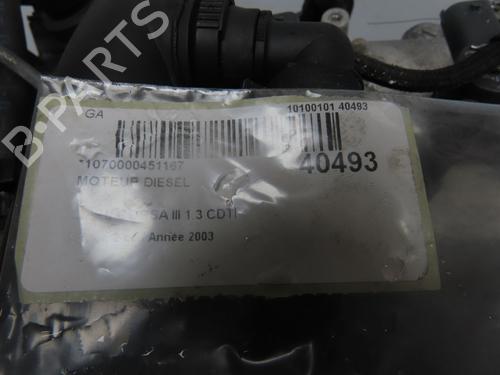 GA
10100101 40493
*1070000451167
40493
MOTEUR DIESEL
III 1.3 CDTI
Année 2003
B-PARTS